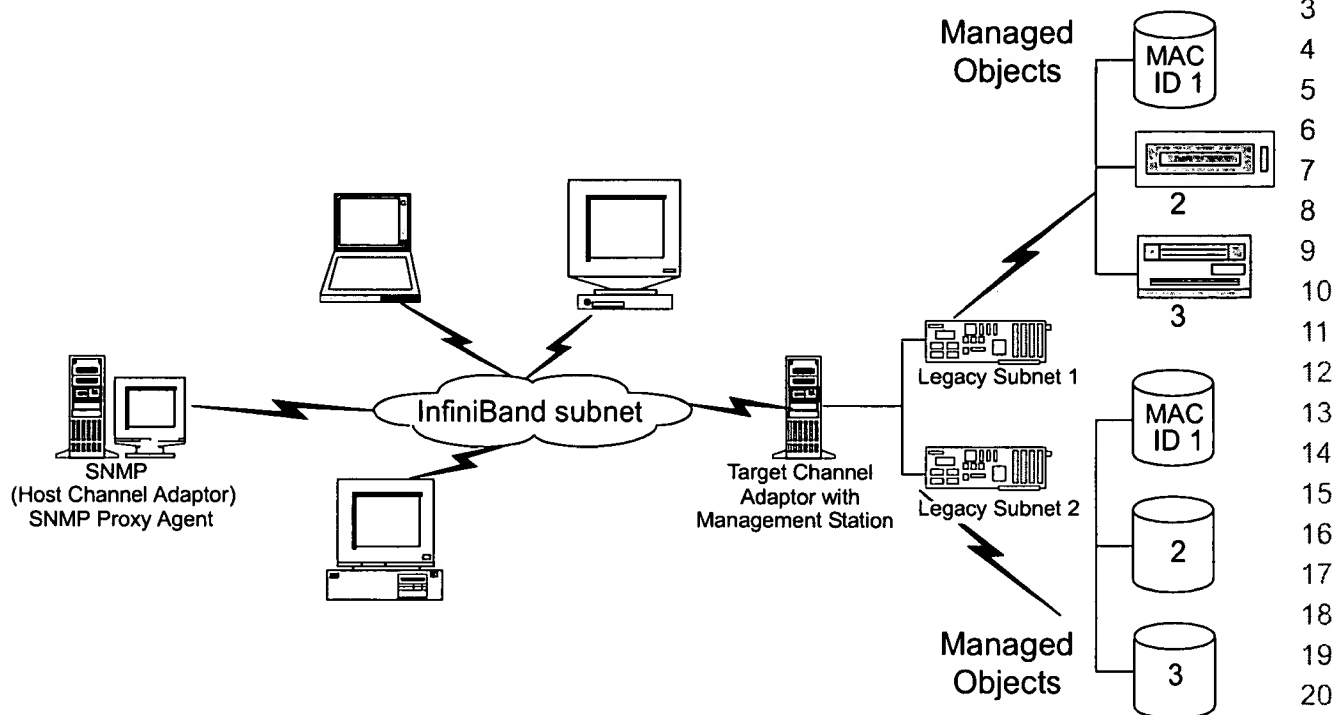 Managed
Objects
MAC
ID 1
2
3
Legacy Subnet 1
InfiniBand subnet
SNMP
(Host Channel Adaptor)
SNMP Proxy Agent
Target Channel
Adaptor with
Management Station
Legacy Subnet 2
MAC
ID 1
2
3
Managed
Objects
3
4
5
6
7
8
9
10
11
12
13
14
15
16
17
18
19
20